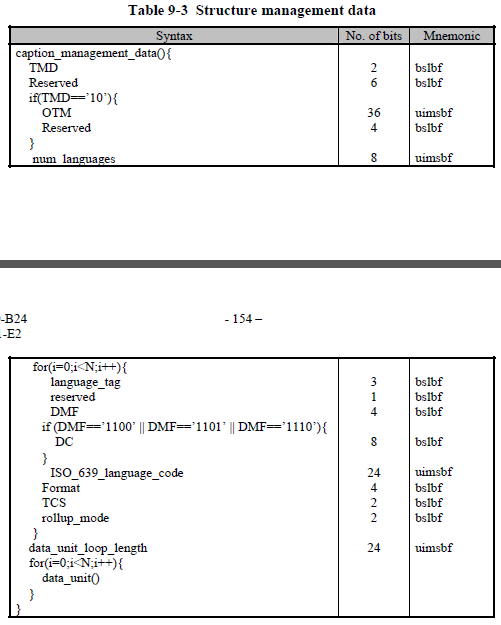 Table 9-3 Structure management data
Syntax No. of bits Mnemonic
caption_management_data(){
TMD 2 bslbf
Reserved 6 bslbf
if(TMD=='10'){
OTM 36 uimsbf
Reserved 4 bslbf
}
num_languages 8 uimsbf
-B24 - 154 –
-E2
for(i=0;i<N;i++){
language_tag 3 bslbf
reserved 1 bslbf
DMF 4 bslbf
if (DMF=='1100' || DMF=='1101' || DMF=='1110'){
DC 8 bslbf
}
ISO_639_language_code 24 uimsbf
Format 4 bslbf
TCS 2 bslbf
rollup_mode 2 bslbf
}
data_unit_loop_length 24 uimsbf
for(i=0;i<N;i++){
data_unit()
}
}